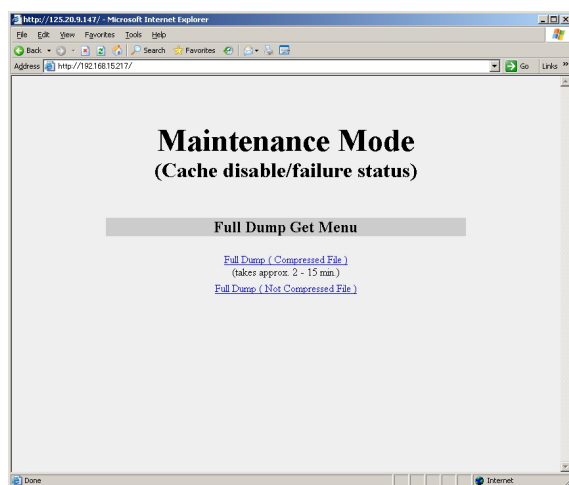 http://125.20.9.147/ - Microsoft Internet Explorer
File Edit View Favorites Tools Help
Back Search Favorites
Address http://192.168.15.217/ Go Links »
Maintenance Mode
(Cache disable/failure status)
Full Dump Get Menu
Full Dump ( Compressed File )
(takes approx. 2 - 15 min.)
Full Dump ( Not Compressed File )
Done Internet